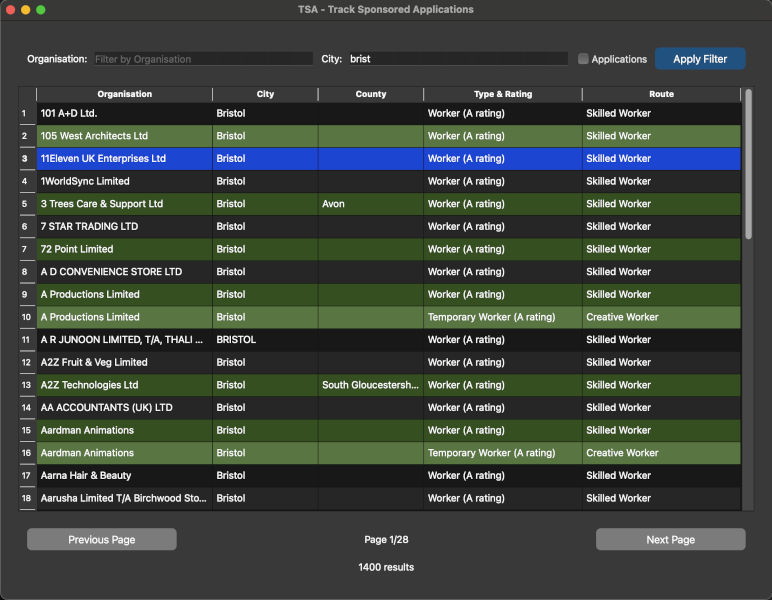 TSA - Track Sponsored Applications
Organisation: Filter by Organisation City: brist Applications Apply Filter
Organisation City County Type & Rating Route
1 101 A+D Ltd. Bristol Worker (A rating) Skilled Worker
2 105 West Architects Ltd Bristol Worker (A rating) Skilled Worker
3 11Eleven UK Enterprises Ltd Bristol Worker (A rating) Skilled Worker
4 1WorldSync Limited Bristol Worker (A rating) Skilled Worker
5 3 Trees Care & Support Ltd Bristol Avon Worker (A rating) Skilled Worker
6 7 STAR TRADING LTD Bristol Worker (A rating) Skilled Worker
7 72 Point Limited Bristol Worker (A rating) Skilled Worker
8 A D CONVENIENCE STORE LTD Bristol Worker (A rating) Skilled Worker
9 A Productions Limited Bristol Worker (A rating) Skilled Worker
10 A Productions Limited Bristol Temporary Worker (A rating) Creative Worker
11 A R JUNOON LIMITED, T/A, THALI ... BRISTOL Worker (A rating) Skilled Worker
12 A2Z Fruit & Veg Limited Bristol Worker (A rating) Skilled Worker
13 A2Z Technologies Ltd Bristol South Gloucestersh... Worker (A rating) Skilled Worker
14 AA ACCOUNTANTS (UK) LTD Bristol Worker (A rating) Skilled Worker
15 Aardman Animations Bristol Worker (A rating) Skilled Worker
16 Aardman Animations Bristol Temporary Worker (A rating) Creative Worker
17 Aarna Hair & Beauty Bristol Worker (A rating) Skilled Worker
18 Aarusha Limited T/A Birchwood Sto... Bristol Worker (A rating) Skilled Worker
Previous Page Page 1/28 Next Page
1400 results